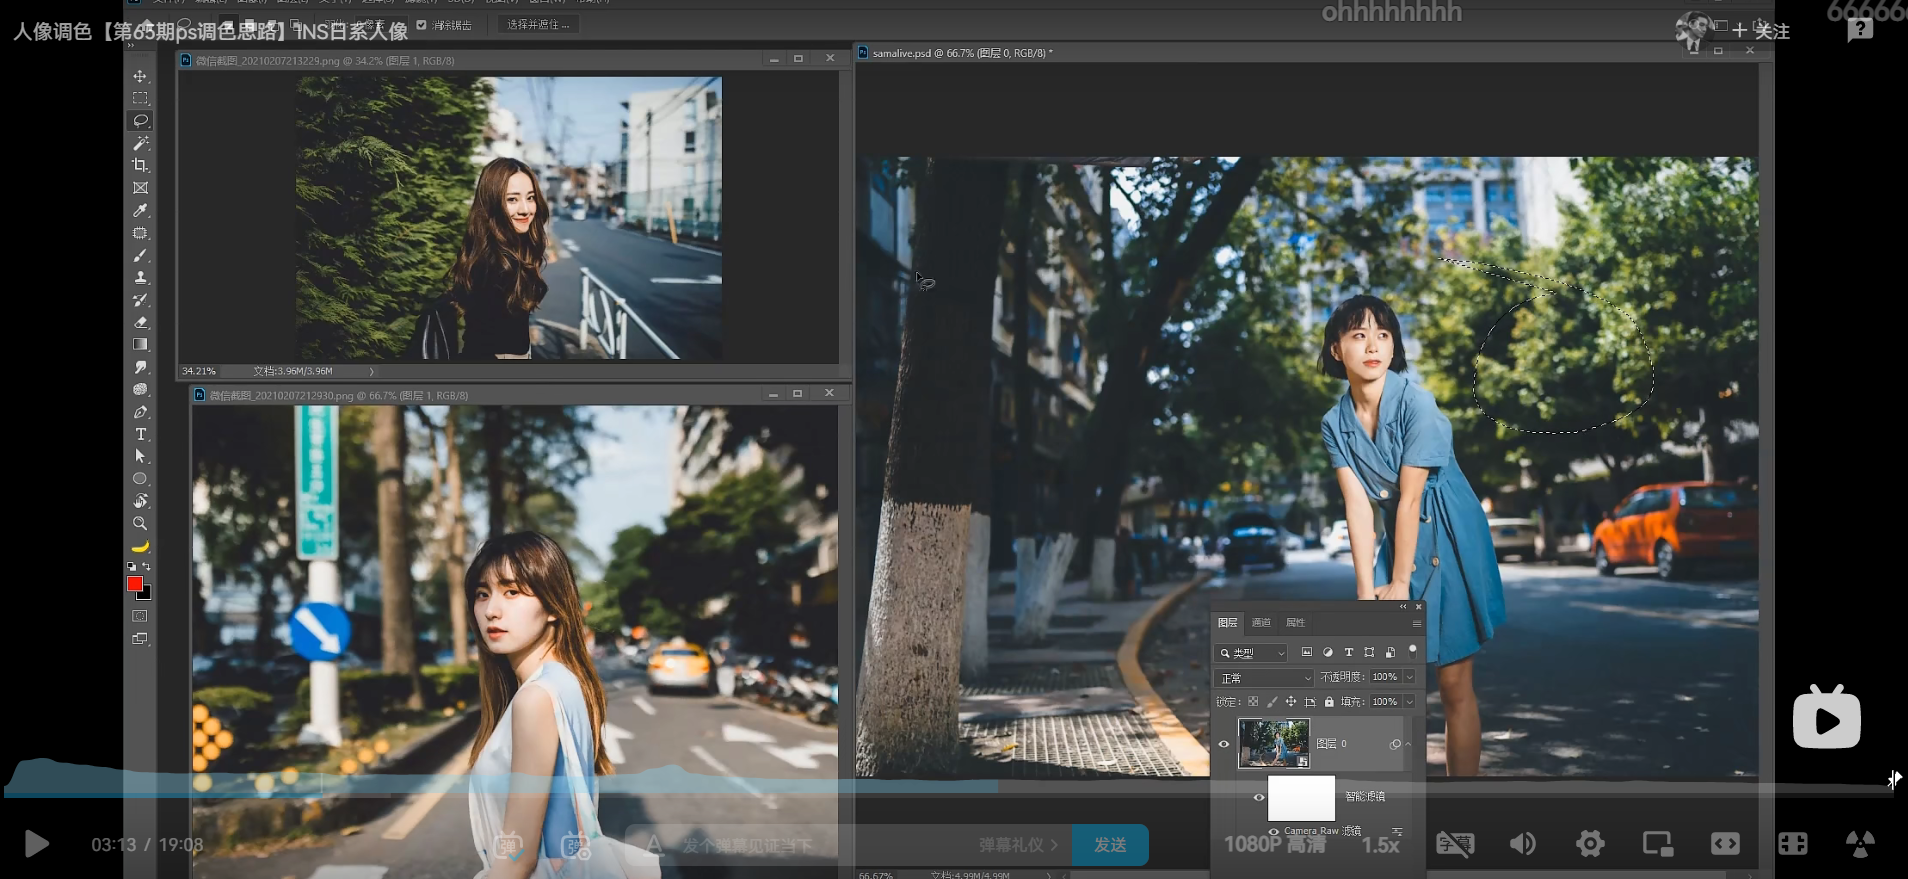 ohhhhhhhh
66666
人像调色【第65期ps调色思路】INS日系人像
消除锯齿
选择并遮住 ...
关注
微信截图_20210207213229.png @ 34.2% (图层 1, RGB/8)
samalive.psd @ 66.7% (图层 0, RGB/8) *
34.21%
文档:3.96M/3.96M
微信截图_20210207212930.png @ 66.7% (图层 1, RGB/8)
图层
通道
属性
类型
正常
不透明度: 100%
锁定:
填充: 100%
图层 0
智能滤镜
Camera Raw 滤镜
03:13 / 19:08
弹
弹
A
发个弹幕见证当下
弹幕礼仪
发送
1080P 高清
1.5x
字幕
66.67%
文档:4.99M/4.99M